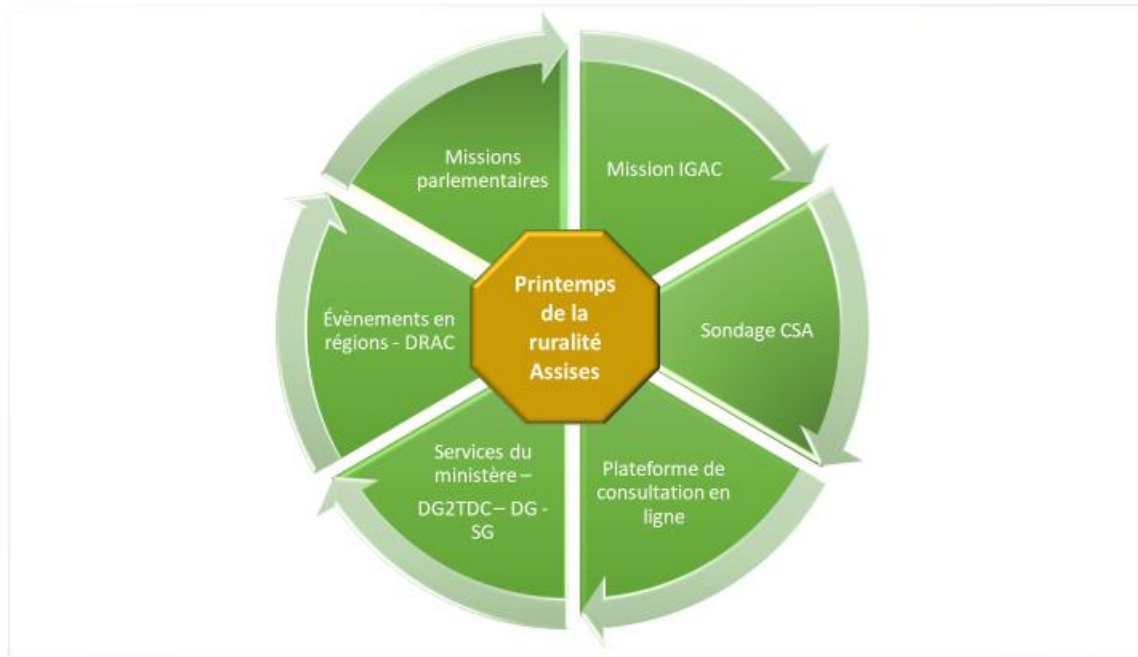 Missions
parlementaires
Mission IGAC
Sondage CSA
Plateforme de
consultation en
ligne
Services du
ministère –
DG2TDC – DG -
SG
Évènements en
régions - DRAC
Printemps
de la
ruralité
Assises